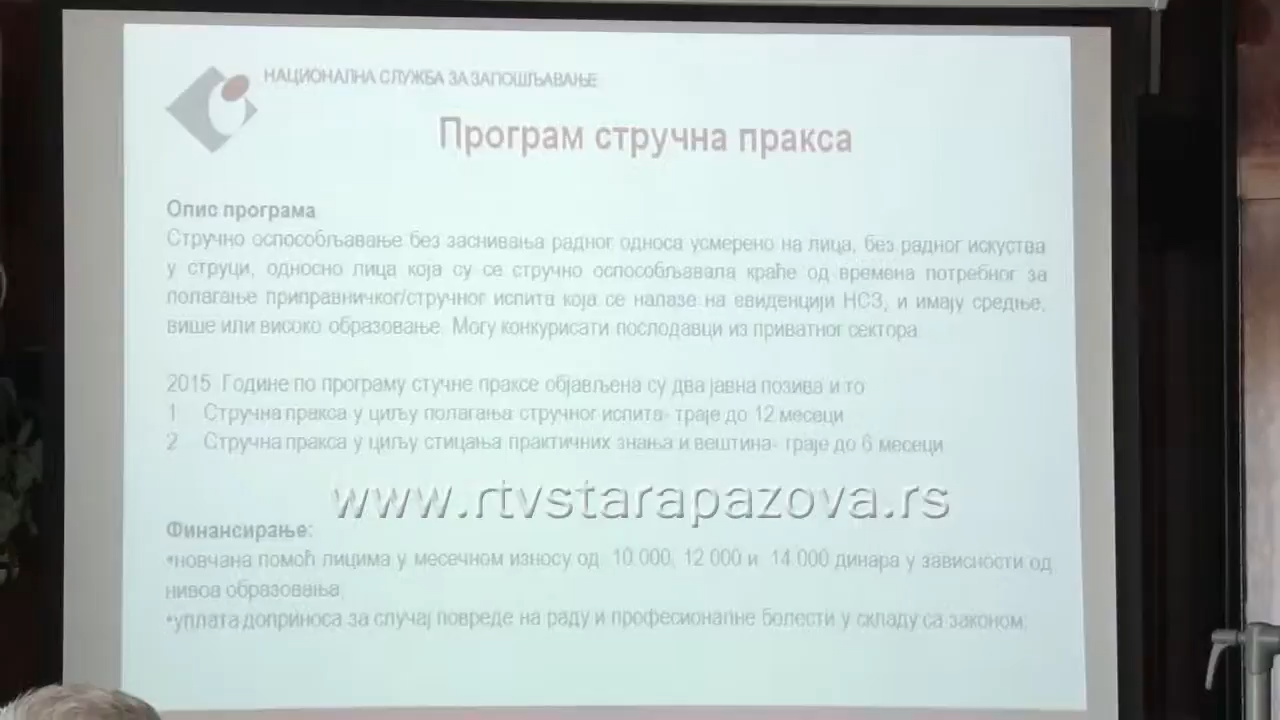 НАЦИОНАЛНА СЛУЖБА ЗА ЗАПОШЉАВАЊЕ
Програм стручна пракса
Опис програма
Стручно оспособљавање без заснивања радног односа усмерено на лица, без радног искуства
у струци, односно лица која су се стручно оспособљавала краће од времена потребног за
полагање приправничког/стручног испита која се налазе на евиденцији НСЗ, и имају средње,
више или високо образовање. Могу конкурисати послодавци из приватног сектора.
2015. Године по програму стучне праксе објављена су два јавна позива и то
1 Стручна пракса у циљу полагања стручног испита- траје до 12 месеци
2 Стручна пракса у циљу стицања практичних знања и вештина- траје до 6 месеци
www.rtvstarapazova.rs
Финансирање:
•новчана помоћ лицима у месечном износу од 10.000, 12.000 и 14.000 динара у зависности од
нивоа образовања,
•уплата доприноса за случај повреде на раду и професионалне болести у складу са законом.